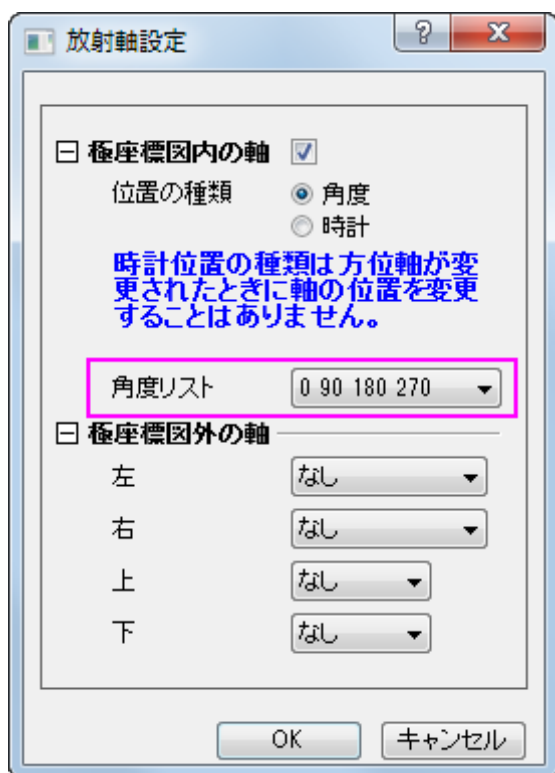 放射軸設定
極座標図内の軸
位置の種類 角度
時計
時計位置の種類は方位軸が変
更されたときに軸の位置を変更
することはありません。
角度リスト 0 90 180 270
極座標図外の軸
左 なし
右 なし
上 なし
下 なし
OK キャンセル